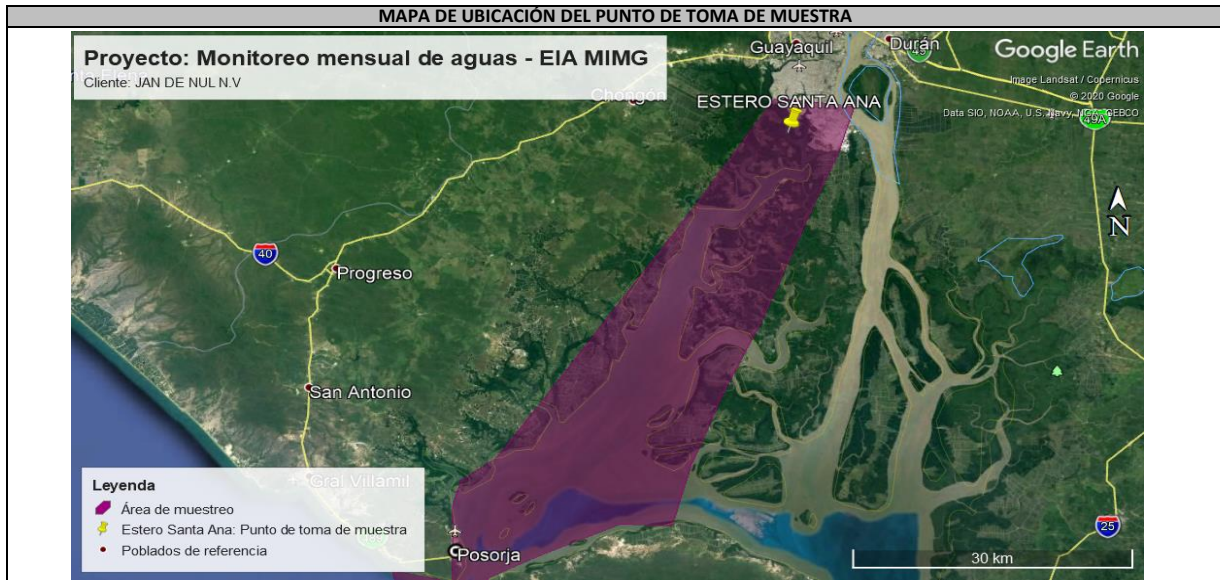 MAPA DE UBICACIÓN DEL PUNTO DE TOMA DE MUESTRA
Proyecto: Monitoreo mensual de aguas - EIA MIMG
Cliente: JAN DE NUL N.V
Guayaquil
Durán
49
Google Earth
Image Landsat / Copernicus
© 2020 Google
Data SIO, NOAA, U.S. Navy, NGA, GEBCO
49A
Chongón
ESTERO SANTA ANA
N
40
Progreso
San Antonio
Gral Villamil
Leyenda
Área de muestreo
Estero Santa Ana: Punto de toma de muestra
Poblados de referencia
Posorja
25
30 km